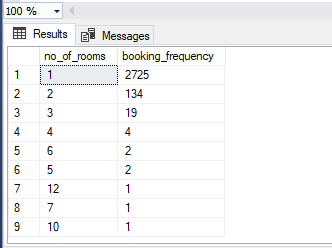 100 %
Results Messages
no_of_rooms booking_frequency
1 1 2725
2 2 134
3 3 19
4 4 4
5 6 2
6 5 2
7 12 1
8 7 1
9 10 1